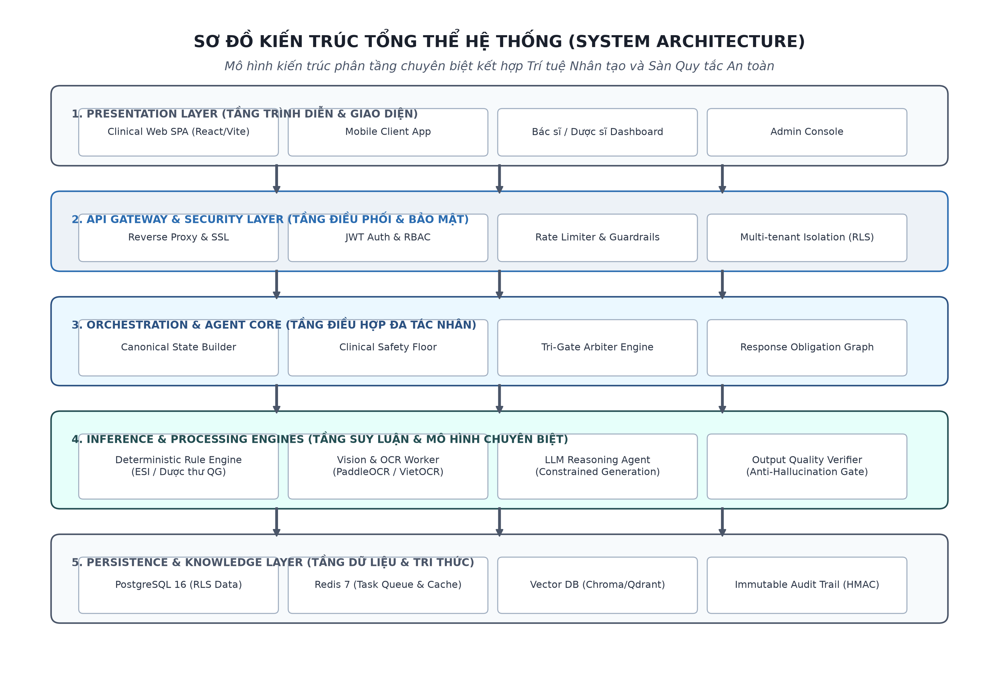 SƠ ĐỒ KIẾN TRÚC TỔNG THỂ HỆ THỐNG (SYSTEM ARCHITECTURE)
Mô hình kiến trúc phân tầng chuyên biệt kết hợp Trí tuệ Nhân tạo và Sàn Quy tắc An toàn
1. PRESENTATION LAYER (TẦNG TRÌNH DIỄN & GIAO DIỆN)
Clinical Web SPA (React/Vite)
Mobile Client App
Bác sĩ / Dược sĩ Dashboard
Admin Console
2. API GATEWAY & SECURITY LAYER (TẦNG ĐIỀU PHỐI & BẢO MẬT)
Reverse Proxy & SSL
JWT Auth & RBAC
Rate Limiter & Guardrails
Multi-tenant Isolation (RLS)
3. ORCHESTRATION & AGENT CORE (TẦNG ĐIỀU HỢP ĐA TÁC NHÂN)
Canonical State Builder
Clinical Safety Floor
Tri-Gate Arbiter Engine
Response Obligation Graph
4. INFERENCE & PROCESSING ENGINES (TẦNG SUY LUẬN & MÔ HÌNH CHUYÊN BIỆT)
Deterministic Rule Engine
(ESI / Dược thư QG)
Vision & OCR Worker
(PaddleOCR / VietOCR)
LLM Reasoning Agent
(Constrained Generation)
Output Quality Verifier
(Anti-Hallucination Gate)
5. PERSISTENCE & KNOWLEDGE LAYER (TẦNG DỮ LIỆU & TRI THỨC)
PostgreSQL 16 (RLS Data)
Redis 7 (Task Queue & Cache)
Vector DB (Chroma/Qdrant)
Immutable Audit Trail (HMAC)